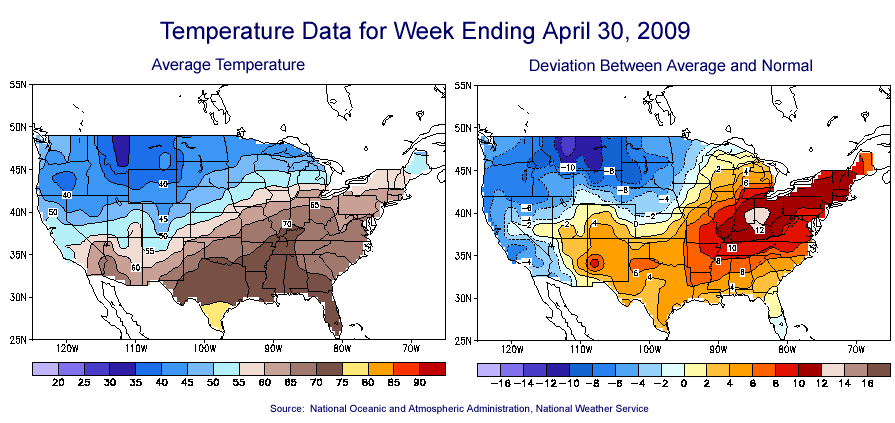 Temperature Data for Week Ending April 30, 2009
Average Temperature
Deviation Between Average and Normal
55N
50N
45N
40N
35N
30N
25N
40
40
50
45
45
50
55
60
65
70
120W 110W 100W 90W 80W 70W
20 25 30 35 40 45 50 55 60 65 70 75 80 85 90
55N
50N
45N
40N
35N
30N
25N
-10
-8
-8
-6
-4
-4
-2
-2
-4
0
2
4
6
4
12
10
8
8
6
4
4
120W 110W 100W 90W 80W 70W
-16 -14 -12 -10 -8 -6 -4 -2 0 2 4 6 8 10 12 14 16
Source: National Oceanic and Atmospheric Administration, National Weather Service